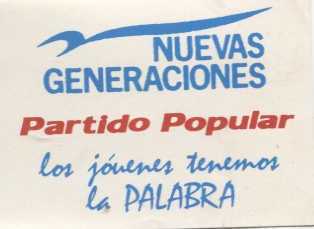 NUEVAS
GENERACIONES
Partido Popular
los jóvenes tenemos
la PALABRA